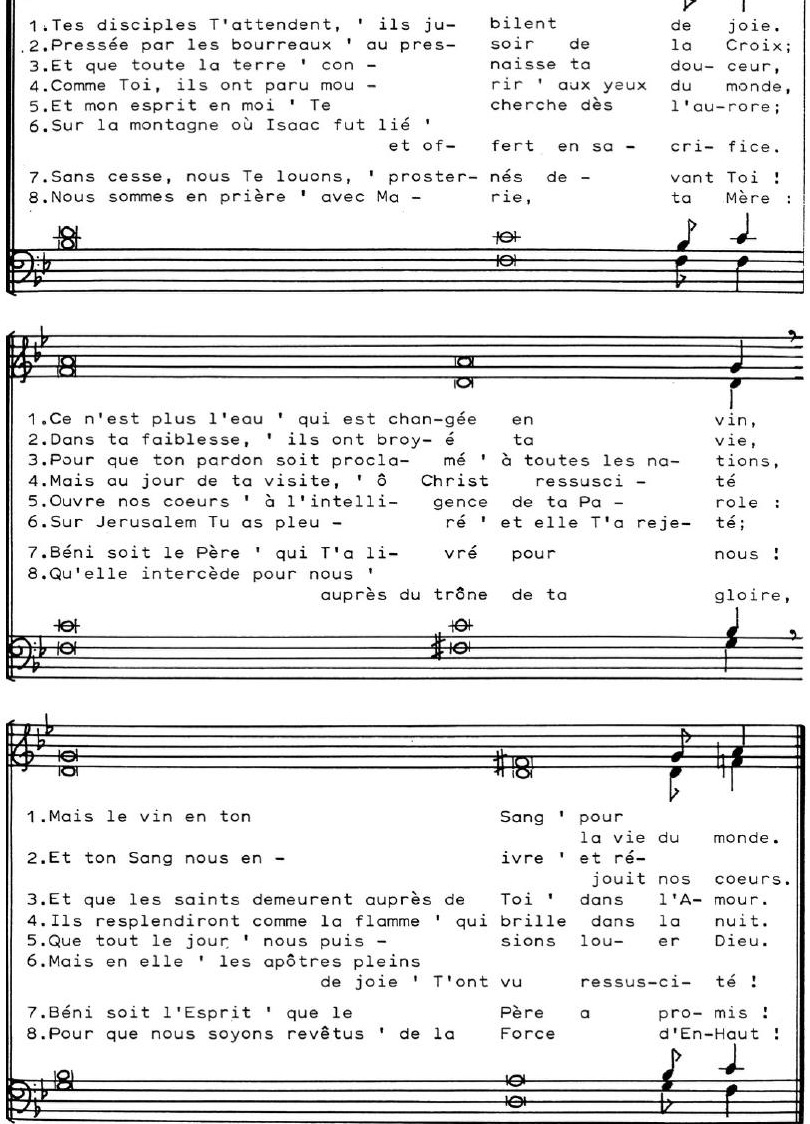 1.Tes disciples T'attendent, ' ils ju- bilent de joie.
2.Pressée par les bourreaux ' au pres- soir de la Croix;
3.Et que toute la terre ' con - naisse ta dou- ceur,
4.Comme Toi, ils ont paru mou - rir ' aux yeux du monde,
5.Et mon esprit en moi ' Te cherche dès l'au-rore;
6.Sur la montagne où Isaac fut lié '
et of- fert en sa - cri- fice.
7.Sans cesse, nous Te louons, ' proster- nés de - vant Toi !
8.Nous sommes en prière ' avec Ma - rie, ta Mère :
1.Ce n'est plus l'eau ' qui est chan-gée en vin,
2.Dans ta faiblesse, ' ils ont broy- é ta vie,
3.Pour que ton pardon soit procla- mé ' à toutes les na- tions,
4.Mais au jour de ta visite, ' ô Christ ressusci - té
5.Ouvre nos coeurs ' à l'intelli- gence de ta Pa - role :
6.Sur Jerusalem Tu as pleu - ré ' et elle T'a reje- té;
7.Béni soit le Père ' qui T'a li- vré pour nous !
8.Qu'elle intercède pour nous '
auprès du trône de ta gloire,
1.Mais le vin en ton Sang ' pour
la vie du monde.
2.Et ton Sang nous en - ivre ' et ré-
jouit nos coeurs.
3.Et que les saints demeurent auprès de Toi ' dans l'A- mour.
4.Ils resplendiront comme la flamme ' qui brille dans la nuit.
5.Que tout le jour ' nous puis - sions lou- er Dieu.
6.Mais en elle ' les apôtres pleins
de joie ' T'ont vu ressus-ci- té !
7.Béni soit l'Esprit ' que le Père a pro- mis !
8.Pour que nous soyons revêtus ' de la Force d'En-Haut !